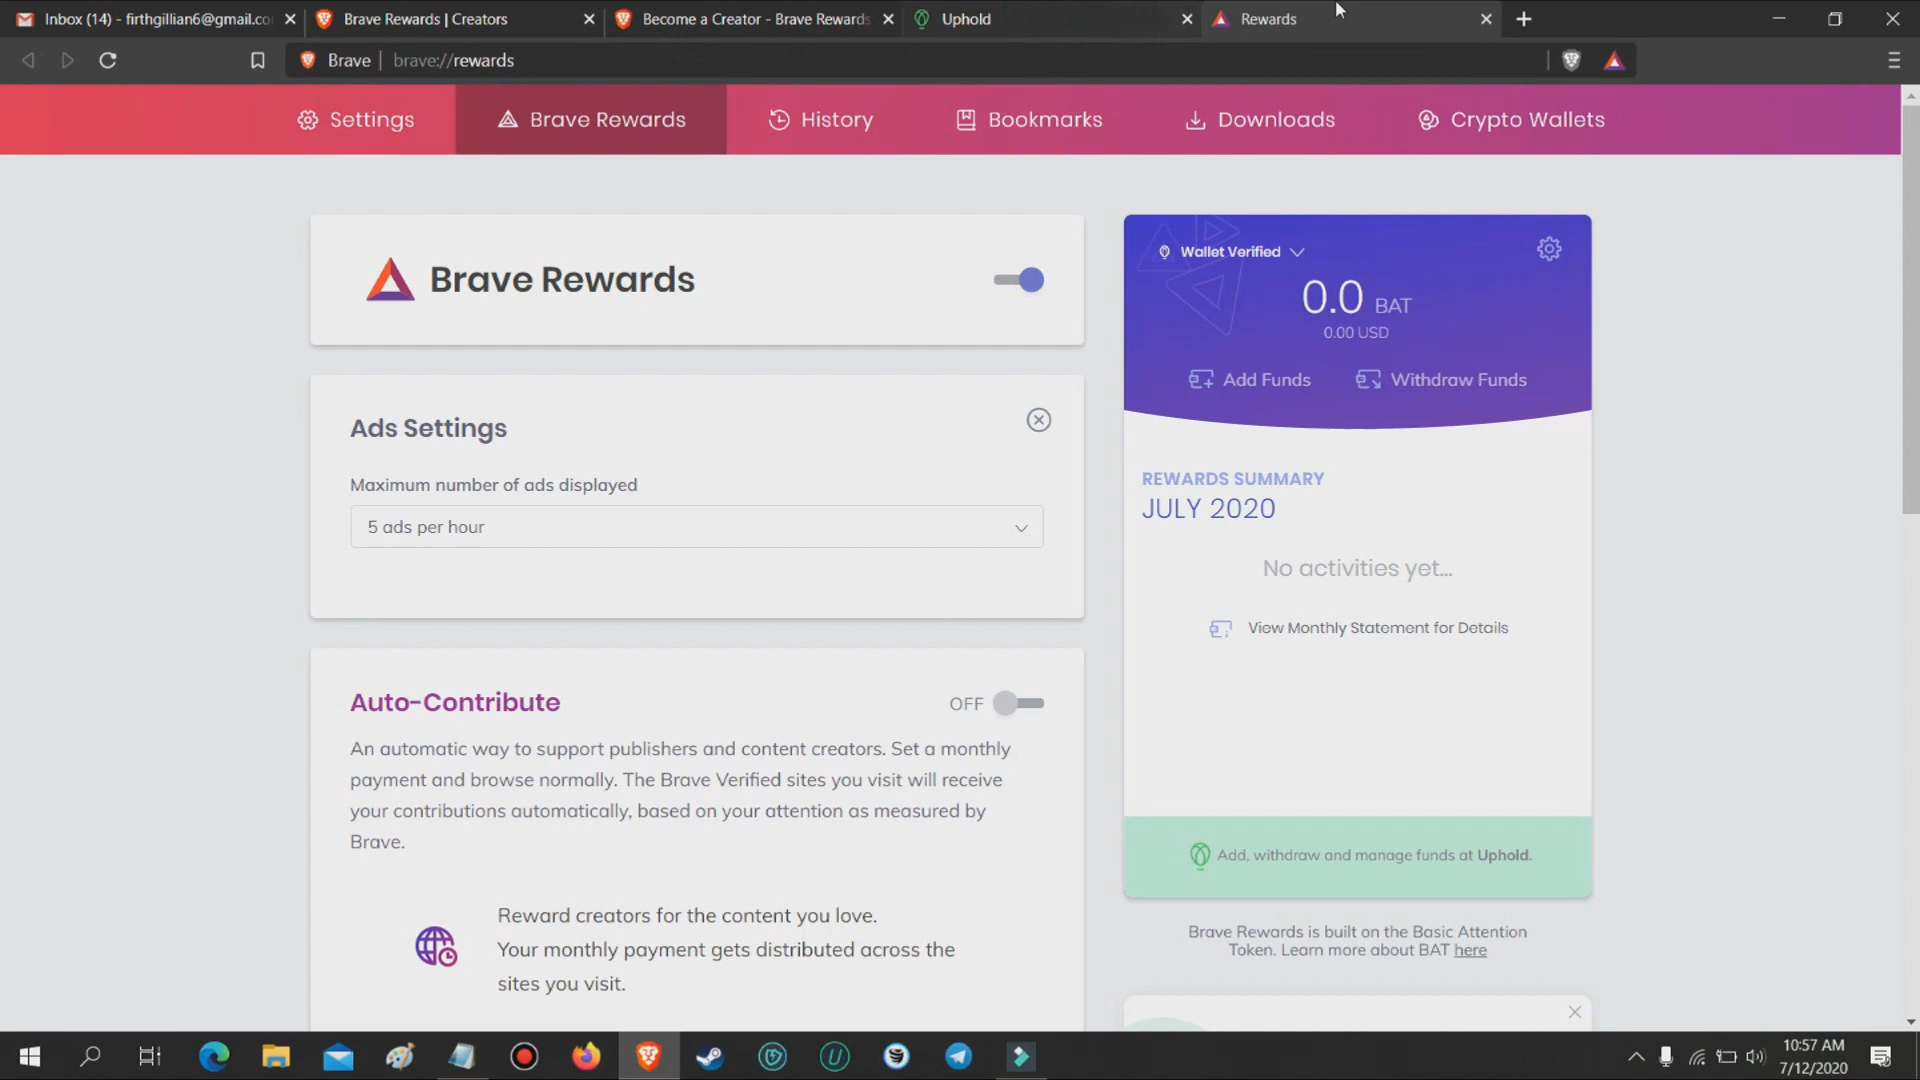 Inbox (14) - firthgillian6@gmail.co
Brave Rewards | Creators
Become a Creator - Brave Rewards
Uphold
Rewards
Brave | brave://rewards
Settings
Brave Rewards
History
Bookmarks
Downloads
Crypto Wallets
Brave Rewards
Ads Settings
Maximum number of ads displayed
5 ads per hour
Auto-Contribute
OFF
An automatic way to support publishers and content creators. Set a monthly
payment and browse normally. The Brave Verified sites you visit will receive
your contributions automatically, based on your attention as measured by
Brave.
Reward creators for the content you love.
Your monthly payment gets distributed across the
sites you visit.
Wallet Verified
0.0 BAT
0.00 USD
Add Funds
Withdraw Funds
REWARDS SUMMARY
JULY 2020
No activities yet...
View Monthly Statement for Details
Add, withdraw and manage funds at Uphold.
Brave Rewards is built on the Basic Attention
Token. Learn more about BAT here
10:57 AM
7/12/2020